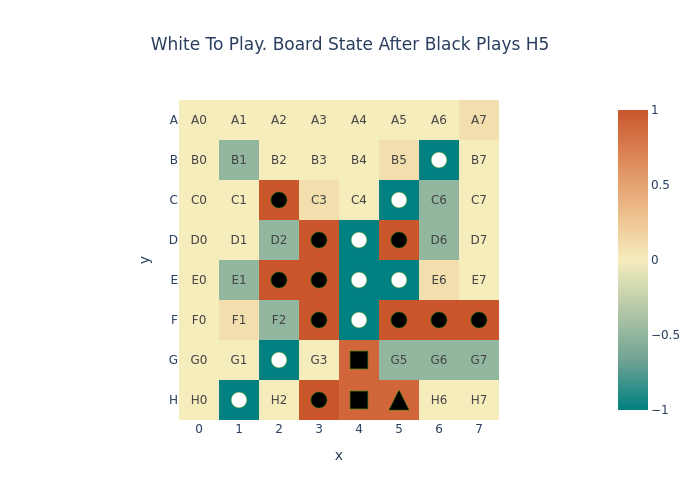 White To Play. Board State After Black Plays H5
A A0 A1 A2 A3 A4 A5 A6 A7
B B0 B1 B2 B3 B4 B5 B7
C C0 C1 C3 C4 C6 C7
D D0 D1 D2 D6 D7
E E0 E1 E6 E7
F F0 F1 F2
G G0 G1 G3 G5 G6 G7
H H0 H2 H6 H7
0 1 2 3 4 5 6 7
x
y
1
0.5
0
−0.5
−1